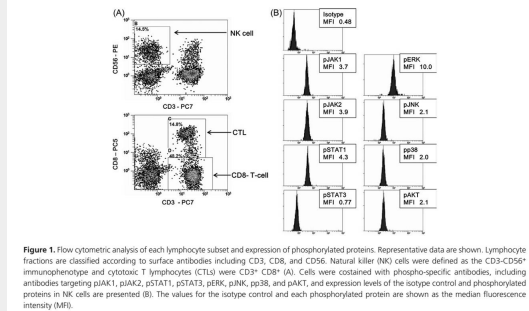 (A)
B
14.5%
NK cell
CD56 - PE
CD3 - PC7
C
14.8%
CTL
D
CD8- T-cell
CD8 - PC5
CD3 - PC7
(B)
Isotype
MFI 0.48
pJAK1
MFI 3.7
pERK
MFI 10.0
pJAK2
MFI 3.9
pJNK
MFI 2.1
pSTAT1
MFI 4.3
pp38
MFI 2.0
pSTAT3
MFI 0.77
pAKT
MFI 2.1
Figure 1. Flow cytometric analysis of each lymphocyte subset and expression of phosphorylated proteins. Representative data are shown. Lymphocyte
fractions are classified according to surface antibodies including CD3, CD8, and CD56. Natural killer (NK) cells were defined as the CD3-CD56⁺
immunophenotype and cytotoxic T lymphocytes (CTLs) were CD3⁺ CD8⁺ (A). Cells were costained with phospho-specific antibodies, including
antibodies targeting pJAK1, pJAK2, pSTAT1, pSTAT3, pERK, pJNK, pp38, and pAKT, and expression levels of the isotype control and phosphorylated
proteins in NK cells are presented (B). The values for the isotype control and each phosphorylated protein are shown as the median fluorescence
intensity (MFI).